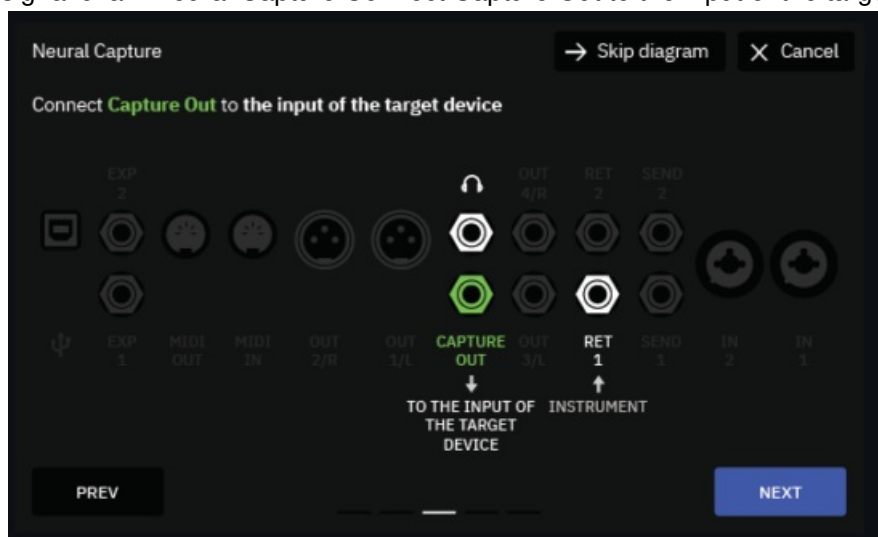 Neural Capture
→ Skip diagram
X Cancel
Connect Capture Out to the input of the target device
EXP 2
OUT 4/R
RET 2
SEND 2
EXP 1
MIDI OUT
MIDI IN
OUT 2/R
OUT 1/L
CAPTURE OUT
OUT 3/L
RET 1
SEND 1
IN 2
IN 1
TO THE INPUT OF
THE TARGET
DEVICE
INSTRUMENT
PREV
NEXT